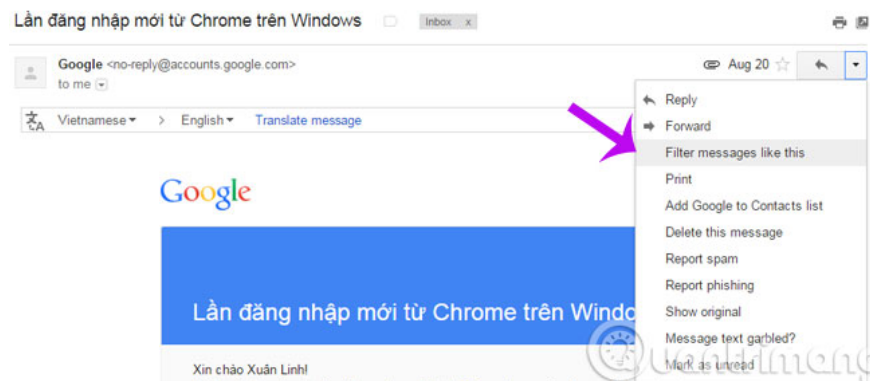 Lần đăng nhập mới từ Chrome trên Windows Inbox x
Google <no-reply@accounts.google.com> Aug 20
to me
Vietnamese > English Translate message
Reply
Forward
Filter messages like this
Print
Add Google to Contacts list
Delete this message
Report spam
Report phishing
Show original
Message text garbled?
Mark as unread
Google
Lần đăng nhập mới từ Chrome trên Windo
Xin chào Xuân Linh!
Quantrimang